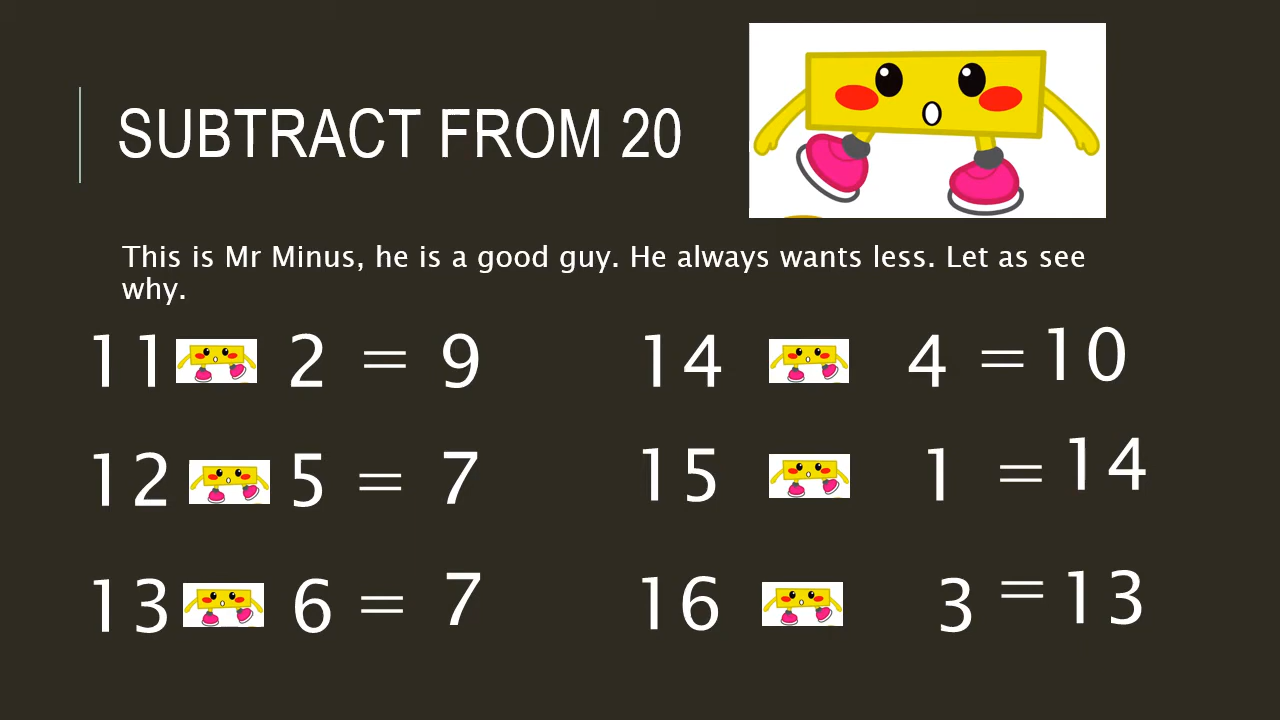 SUBTRACT FROM 20
This is Mr Minus, he is a good guy. He always wants less. Let as see
why.
11 2 = 9
14 4 = 10
12 5 = 7
15 1 = 14
13 6 = 7
16 3 = 13